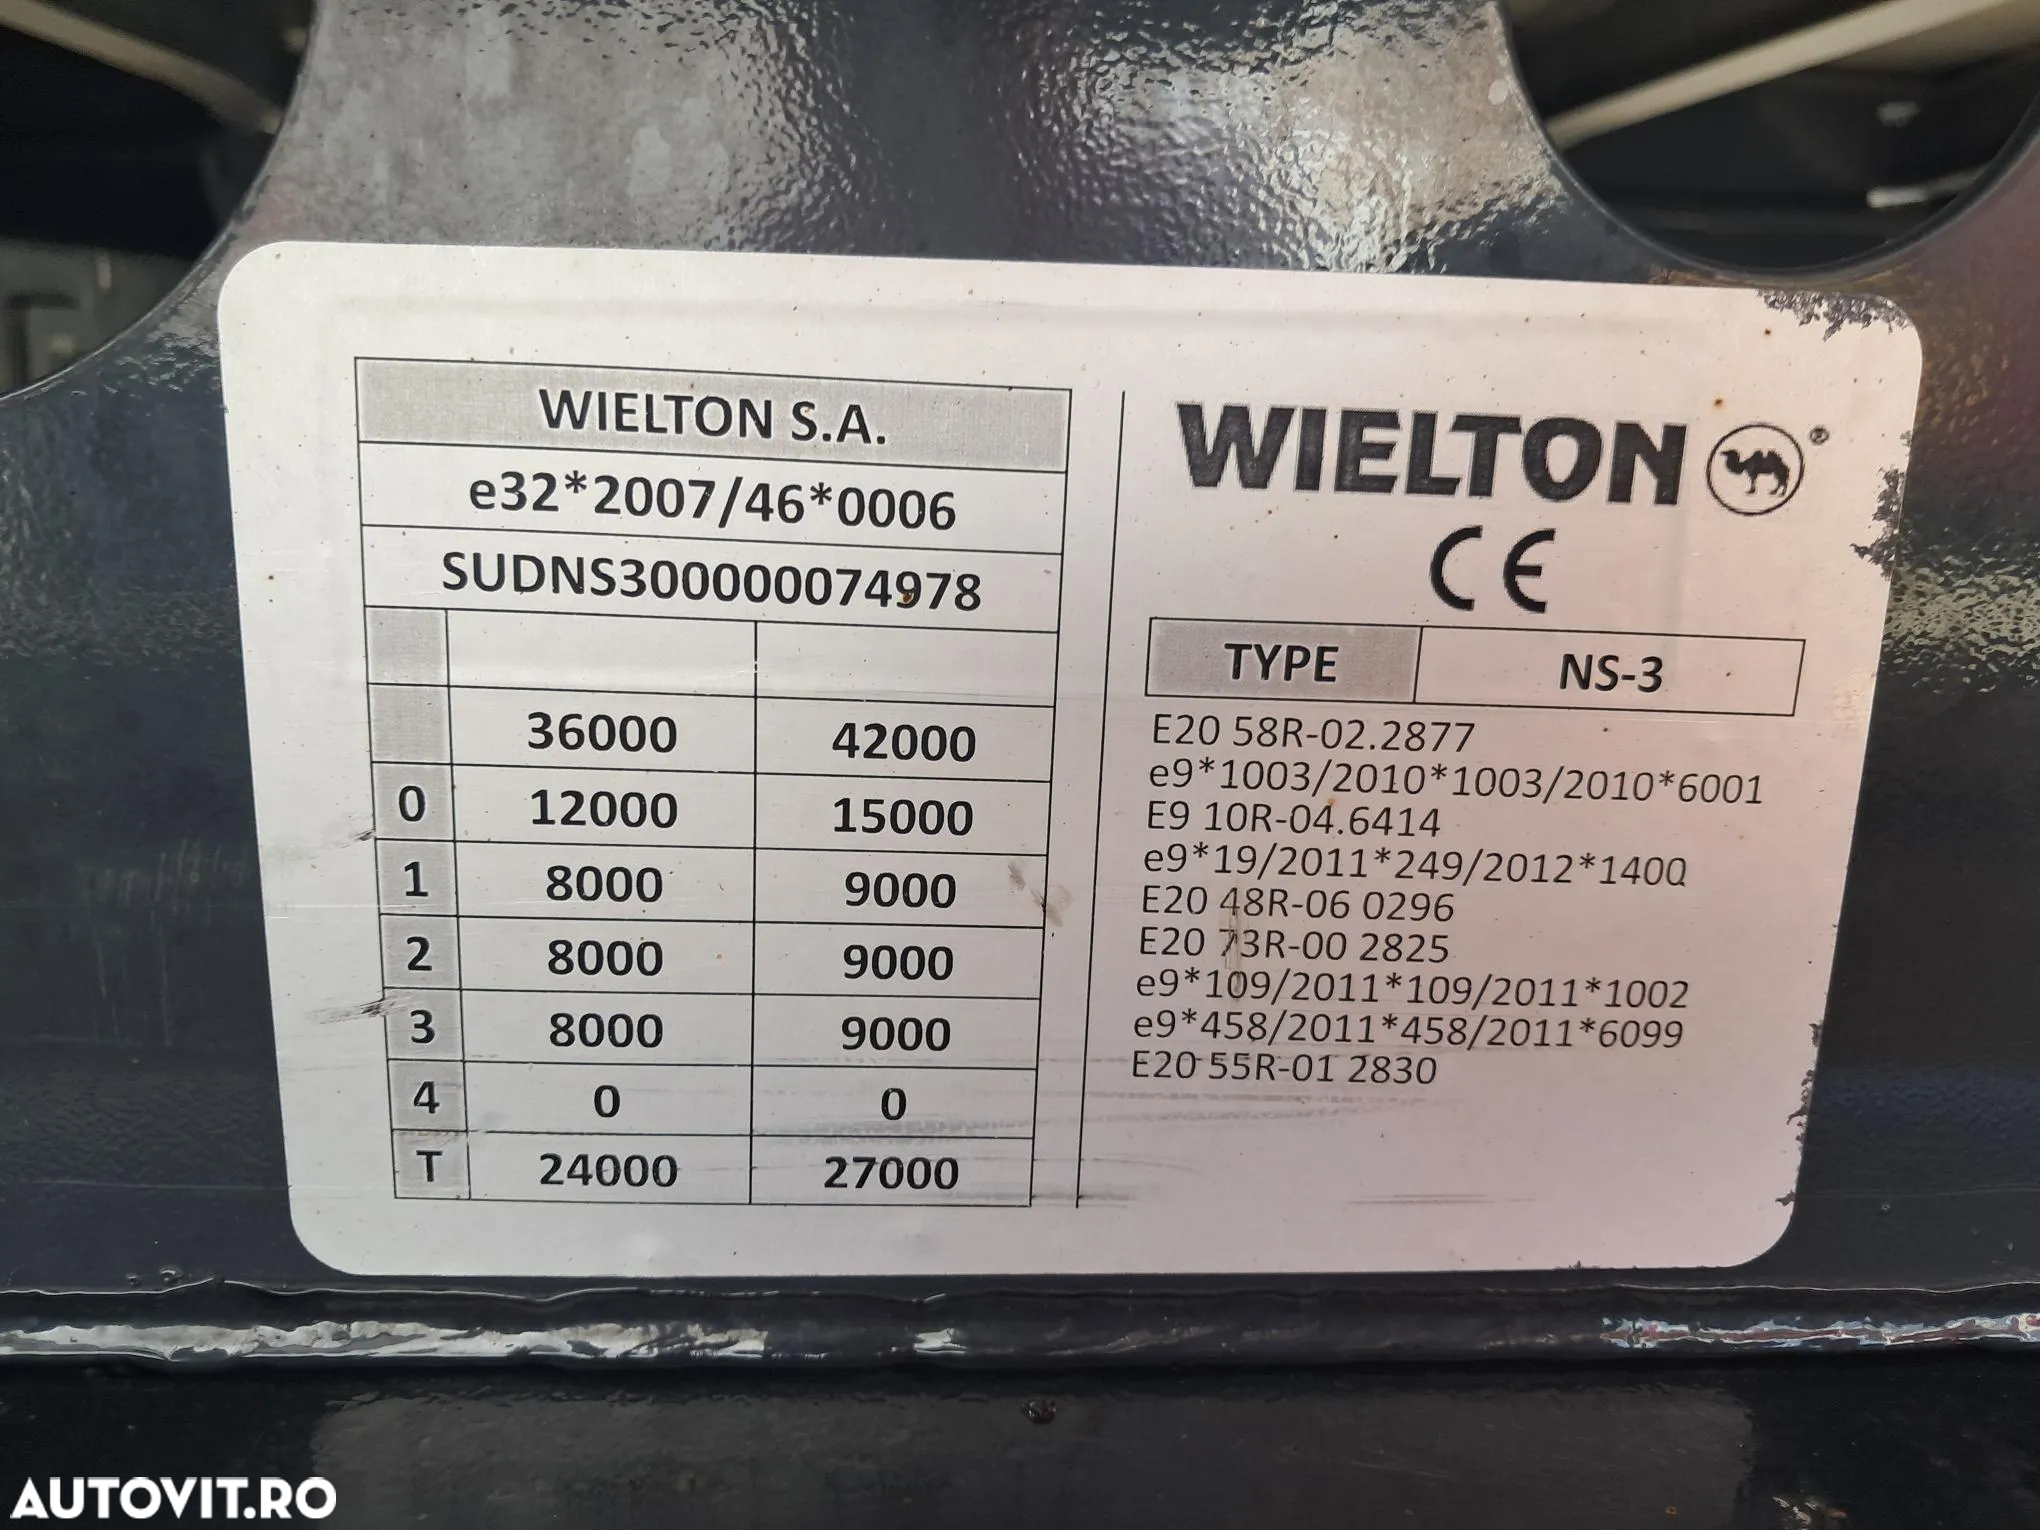 WIELTON S.A.
e32*2007/46*0006
SUDNS300000074978
36000 42000
0 12000 15000
1 8000 9000
2 8000 9000
3 8000 9000
4 0 0
T 24000 27000
WIELTON ®
CE
TYPE NS-3
E20 58R-02.2877
e9*1003/2010*1003/2010*6001
E9 10R-04.6414
e9*19/2011*249/2012*1400
E20 48R-06 0296
E20 73R-00 2825
e9*109/2011*109/2011*1002
e9*458/2011*458/2011*6099
E20 55R-01 2830
AUTOVIT.RO